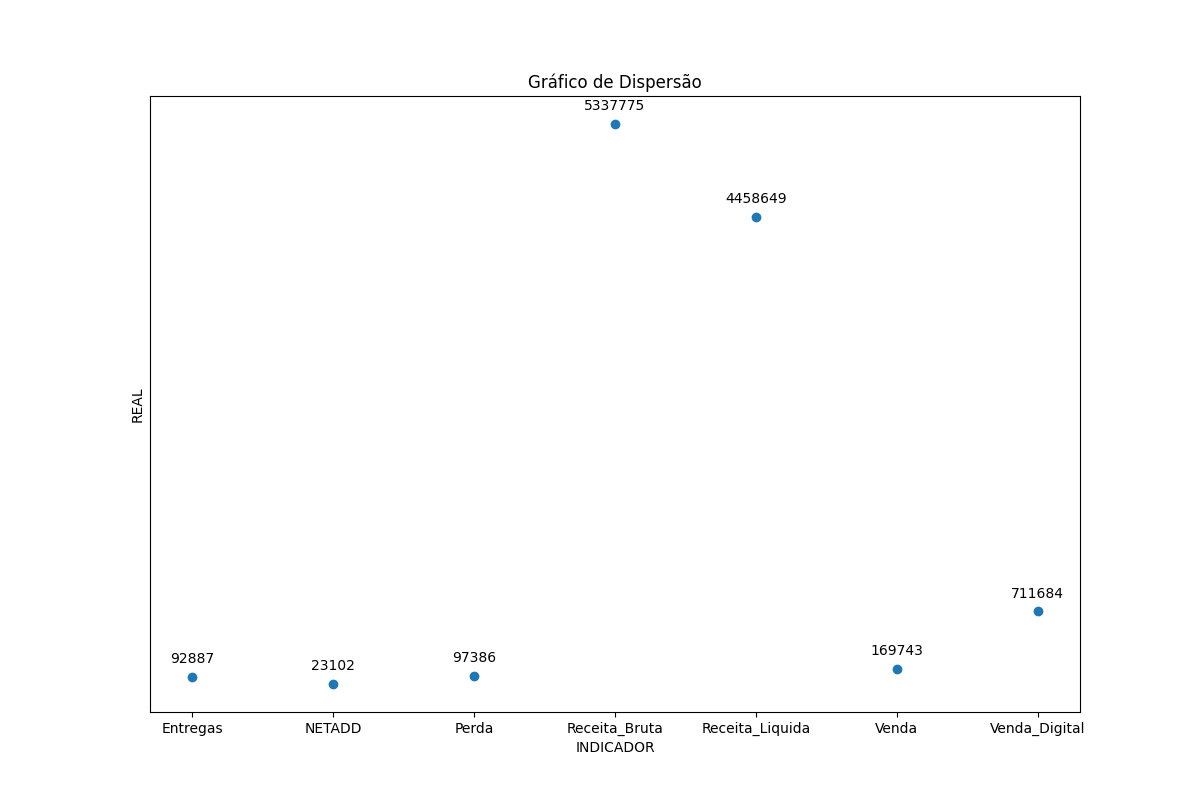 Gráfico de Dispersão
5337775
4458649
711684
92887
23102
97386
169743
REAL
Entregas
NETADD
Perda
Receita_Bruta
Receita_Liquida
Venda
Venda_Digital
INDICADOR